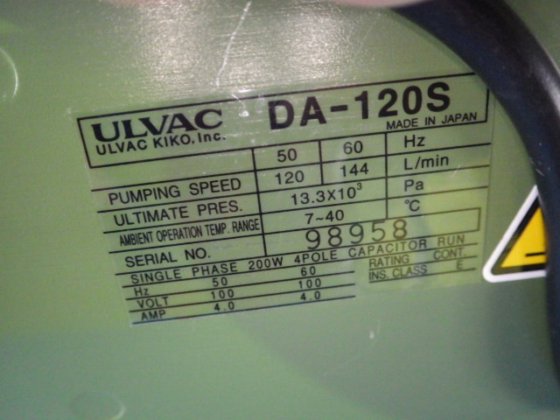 ULVAC DA-120S
ULVAC KIKO, Inc. MADE IN JAPAN
50 60 Hz
PUMPING SPEED 120 144 L/min
ULTIMATE PRES. 13.3X10³ Pa
AMBIENT OPERATION TEMP. RANGE 7~40 °C
SERIAL NO. 98958
SINGLE PHASE 200W 4POLE CAPACITOR RUN
Hz 50 60 RATING CONT.
VOLT 100 100 INS. CLASS E
AMP 4.0 4.0